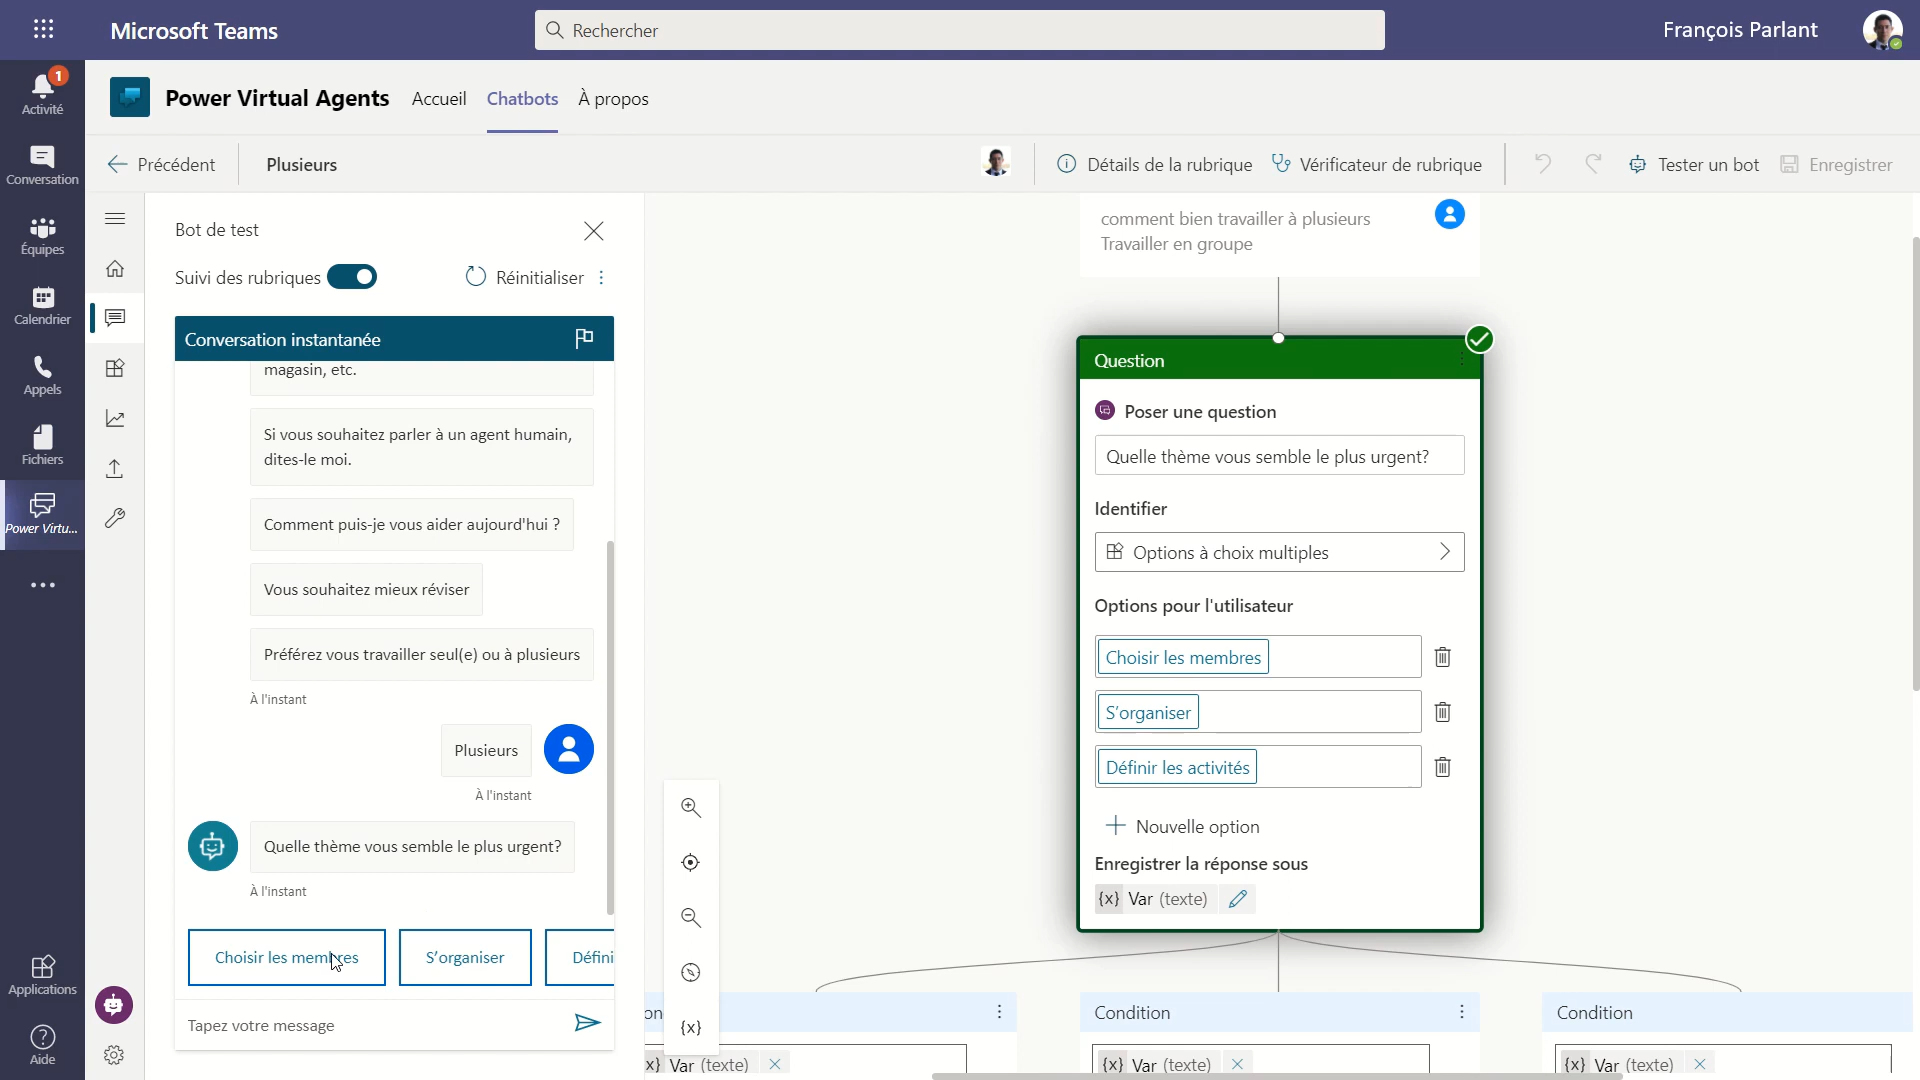 Microsoft Teams
Rechercher
François Parlant
1
Activité
Conversation
Équipes
Calendrier
Appels
Fichiers
Power Virtu...
Applications
Aide
Power Virtual Agents
Accueil
Chatbots
À propos
Précédent
Plusieurs
Détails de la rubrique
Vérificateur de rubrique
Tester un bot
Enregistrer
Bot de test
Suivi des rubriques
Réinitialiser
Conversation instantanée
magasin, etc.
Si vous souhaitez parler à un agent humain,
dites-le moi.
Comment puis-je vous aider aujourd'hui ?
Vous souhaitez mieux réviser
Préférez vous travailler seul(e) ou à plusieurs
À l'instant
Plusieurs
À l'instant
Quelle thème vous semble le plus urgent?
À l'instant
Choisir les membres
S'organiser
Défini
Tapez votre message
comment bien travailler à plusieurs
Travailler en groupe
Question
Poser une question
Quelle thème vous semble le plus urgent?
Identifier
Options à choix multiples
Options pour l'utilisateur
Choisir les membres
S'organiser
Définir les activités
Nouvelle option
Enregistrer la réponse sous
{x} Var (texte)
{x}
Condition
Condition
x} Var (texte)
{x} Var (texte)
{x} Var (texte)